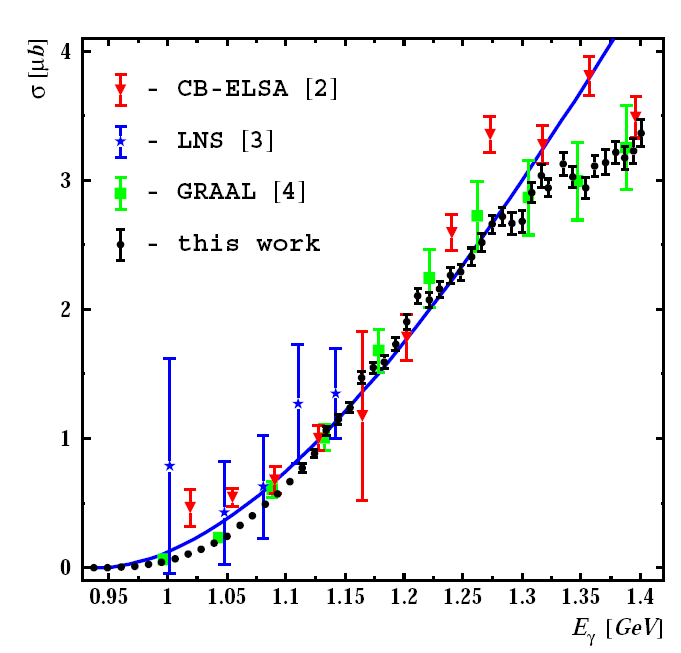 σ [μb]
4
3
2
1
0
- CB-ELSA [2]
- LNS [3]
- GRAAL [4]
- this work
0.95 1 1.05 1.1 1.15 1.2 1.25 1.3 1.35 1.4
E_γ [GeV]